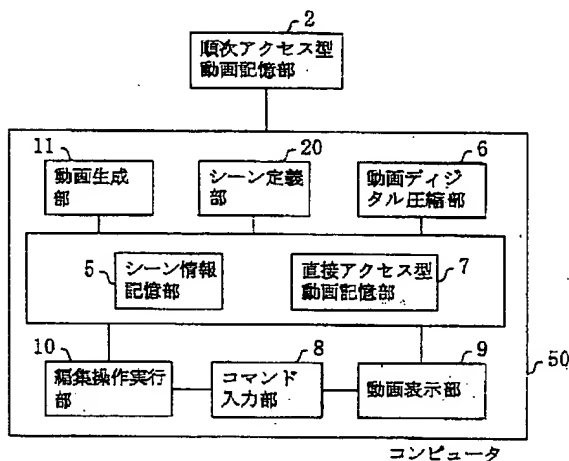 2
順次アクセス型
動画記憶部
11
動画生成
部
20
シーン定義
部
6
動画ディジ
タル圧縮部
5
シーン情報
記憶部
直接アクセス型
動画記憶部
7
10
編集操作実行
部
8
コマンド
入力部
9
動画表示部
50
コンピュータ